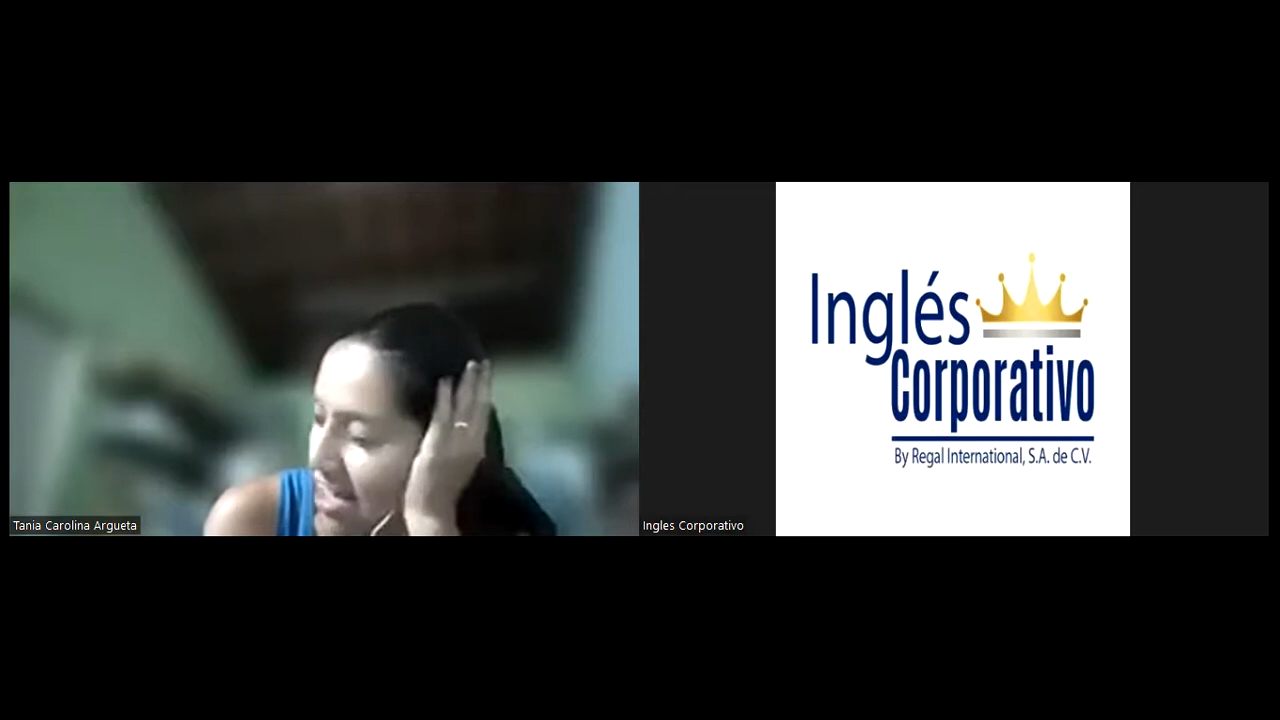 Inglés
Corporativo
By Regal International, S.A. de C.V.
Tania Carolina Argueta
Ingles Corporativo